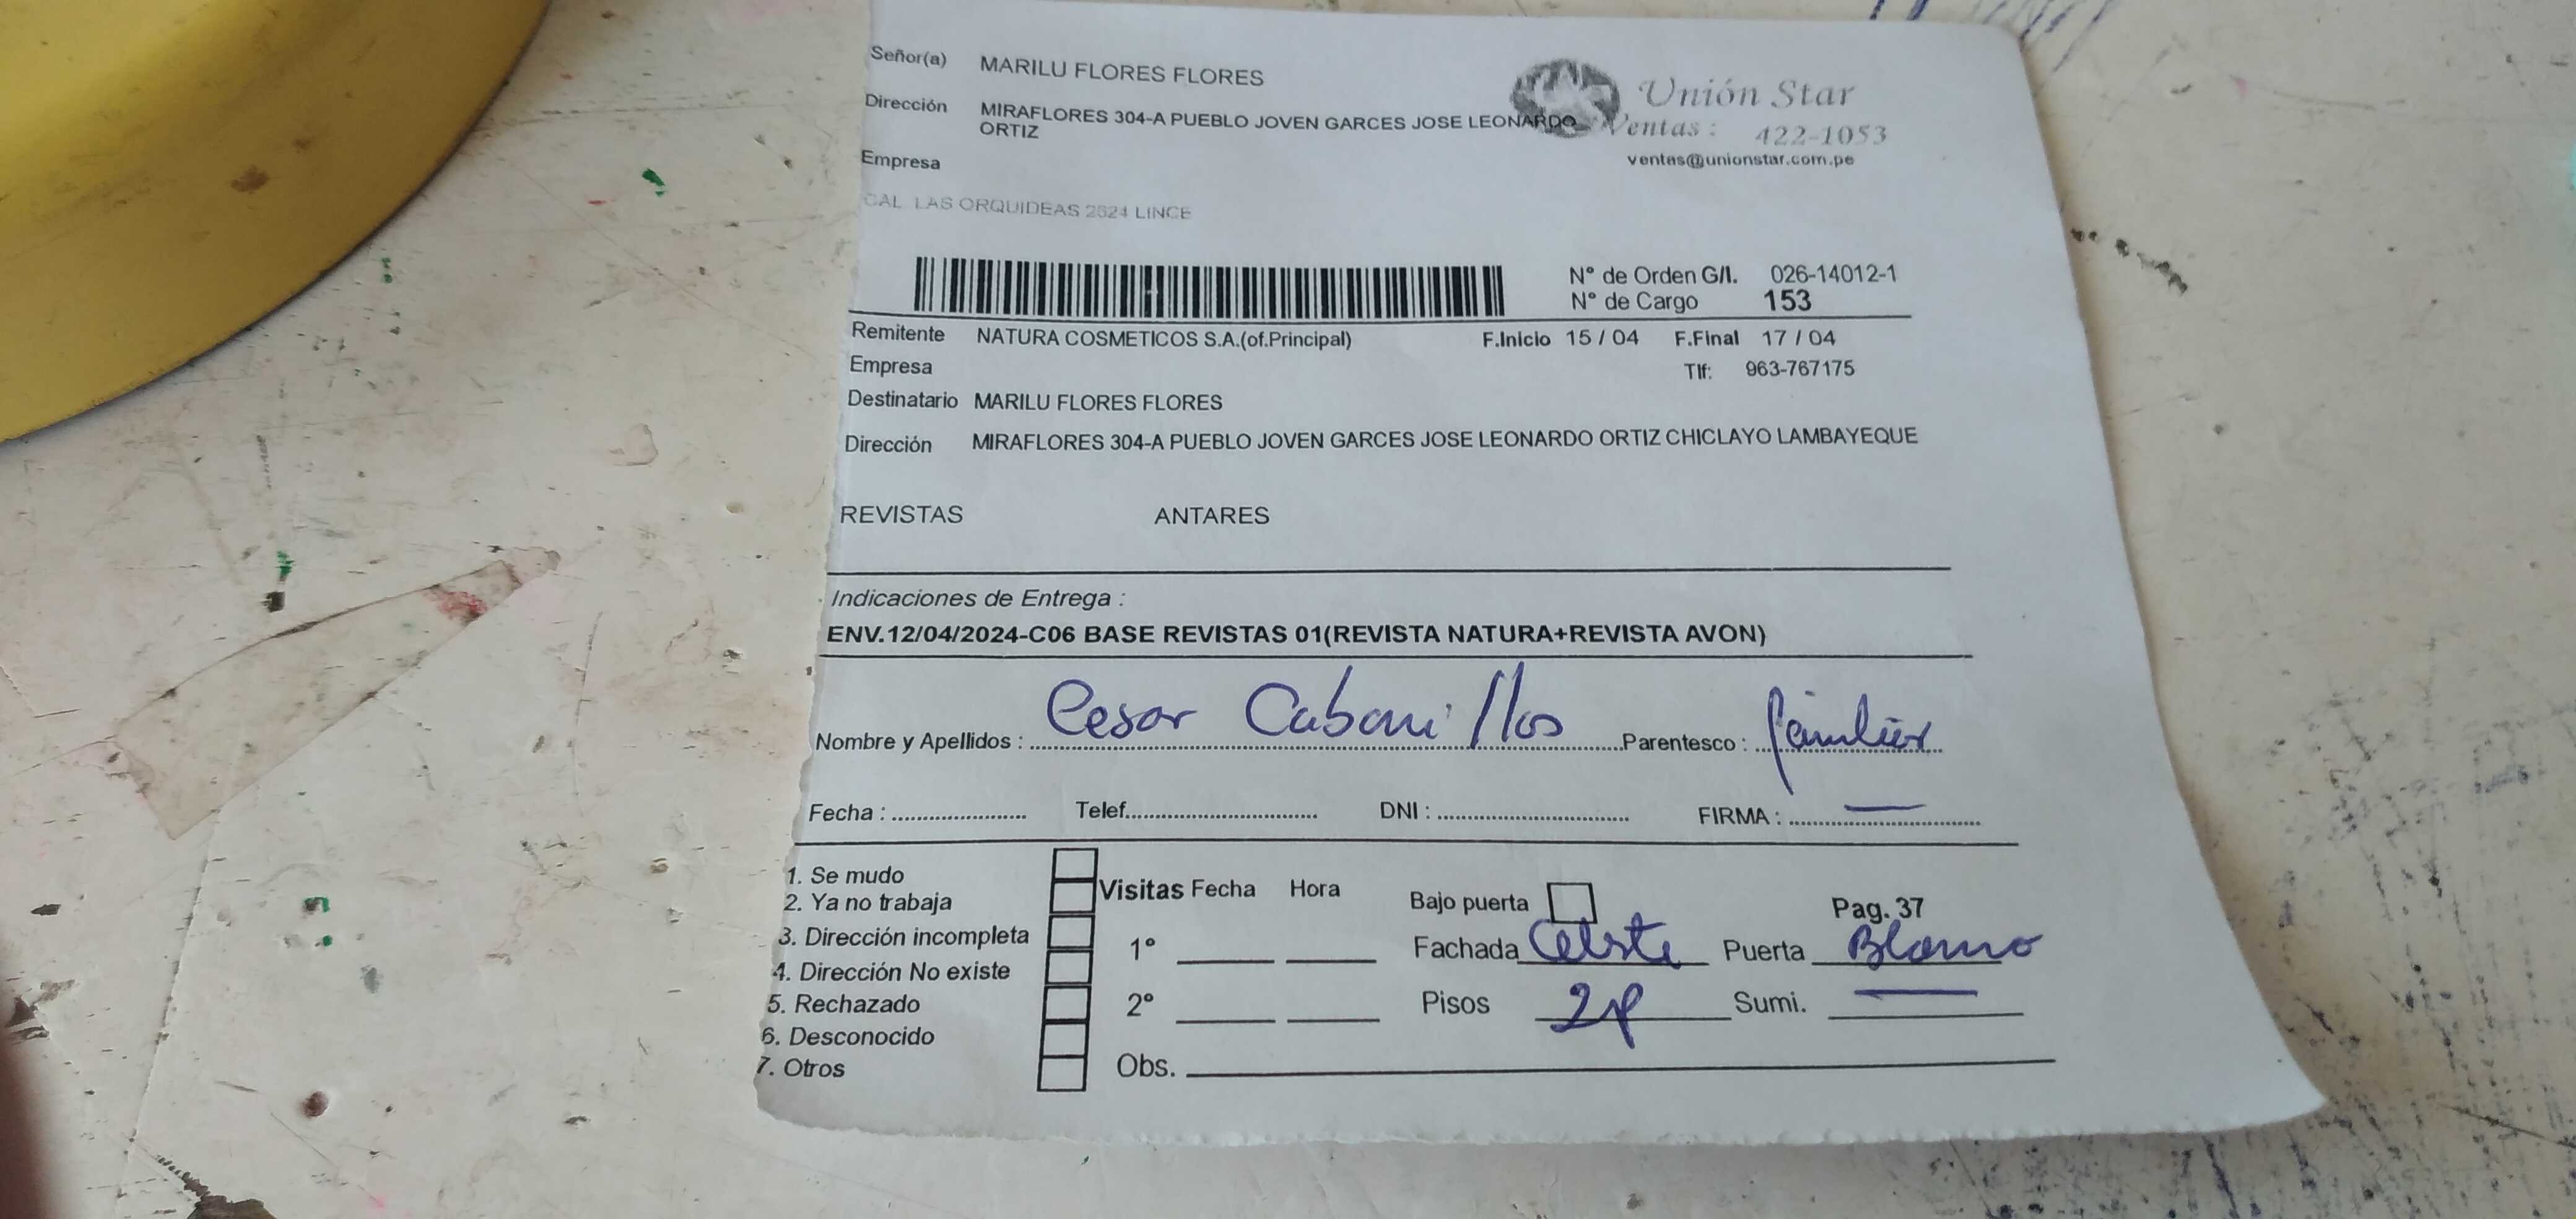 Señor(a) MARILU FLORES FLORES
Unión Star
Dirección MIRAFLORES 304-A PUEBLO JOVEN GARCES JOSE LEONARDO
ORTIZ
Ventas : 422-1053
ventas@unionstar.com.pe
Empresa
CAL LAS ORQUIDEAS 2624 LINCE
N° de Orden G/I. 026-14012-1
N° de Cargo 153
Remitente NATURA COSMETICOS S.A.(of.Principal) F.Inicio 15 / 04 F.Final 17 / 04
Empresa Tlf: 963-767175
Destinatario MARILU FLORES FLORES
Dirección MIRAFLORES 304-A PUEBLO JOVEN GARCES JOSE LEONARDO ORTIZ CHICLAYO LAMBAYEQUE
REVISTAS ANTARES
Indicaciones de Entrega :
ENV.12/04/2024-C06 BASE REVISTAS 01(REVISTA NATURA+REVISTA AVON)
Nombre y Apellidos : Cesar Cabanillas Parentesco : familiar
Fecha : Telef. DNI : FIRMA : —
1. Se mudo
2. Ya no trabaja
3. Dirección incompleta
4. Dirección No existe
5. Rechazado
6. Desconocido
7. Otros
Visitas Fecha Hora
1°
2°
Bajo puerta Pag. 37
Fachada Celeste Puerta Blanco
Pisos 2p Sumi. —
Obs.